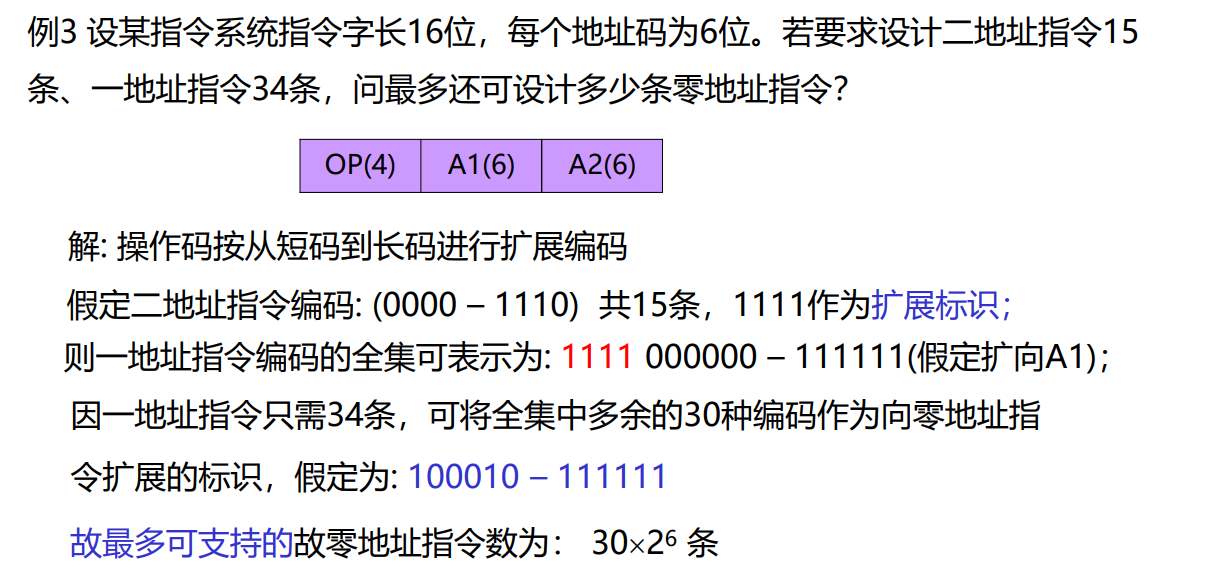 例3 设某指令系统指令字长16位，每个地址码为6位。若要求设计二地址指令15
条、一地址指令34条，问最多还可设计多少条零地址指令？
OP(4) A1(6) A2(6)
解: 操作码按从短码到长码进行扩展编码
假定二地址指令编码: (0000 – 1110) 共15条，1111作为扩展标识；
则一地址指令编码的全集可表示为: 1111 000000 – 111111(假定扩向A1)；
因一地址指令只需34条，可将全集中多余的30种编码作为向零地址指
令扩展的标识，假定为: 100010 – 111111
故最多可支持的故零地址指令数为： 30×2⁶ 条